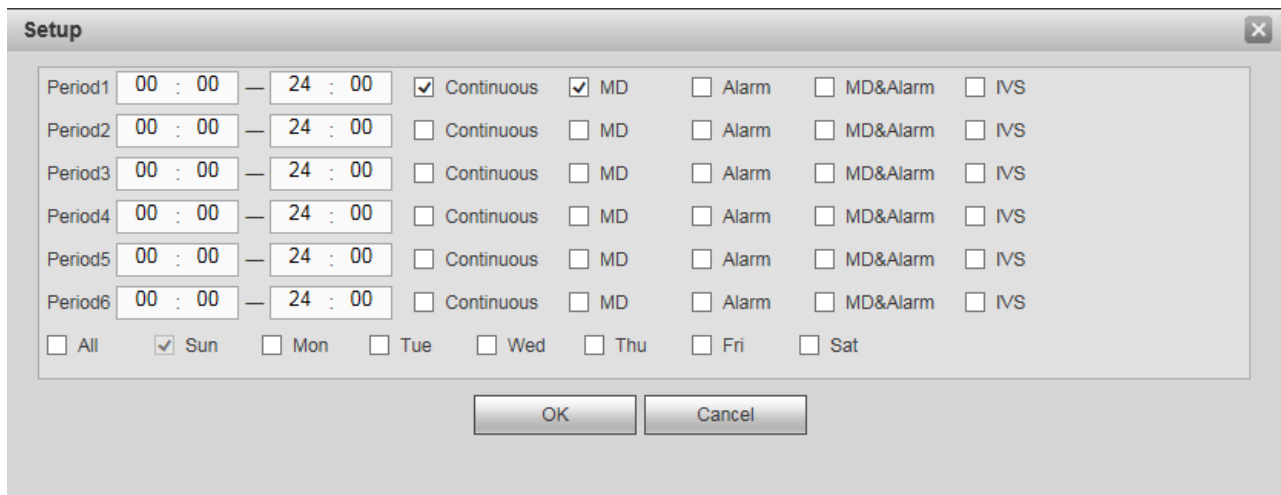 Setup
Period1 00 : 00 — 24 : 00 Continuous MD Alarm MD&Alarm IVS
Period2 00 : 00 — 24 : 00 Continuous MD Alarm MD&Alarm IVS
Period3 00 : 00 — 24 : 00 Continuous MD Alarm MD&Alarm IVS
Period4 00 : 00 — 24 : 00 Continuous MD Alarm MD&Alarm IVS
Period5 00 : 00 — 24 : 00 Continuous MD Alarm MD&Alarm IVS
Period6 00 : 00 — 24 : 00 Continuous MD Alarm MD&Alarm IVS
All Sun Mon Tue Wed Thu Fri Sat
OK Cancel